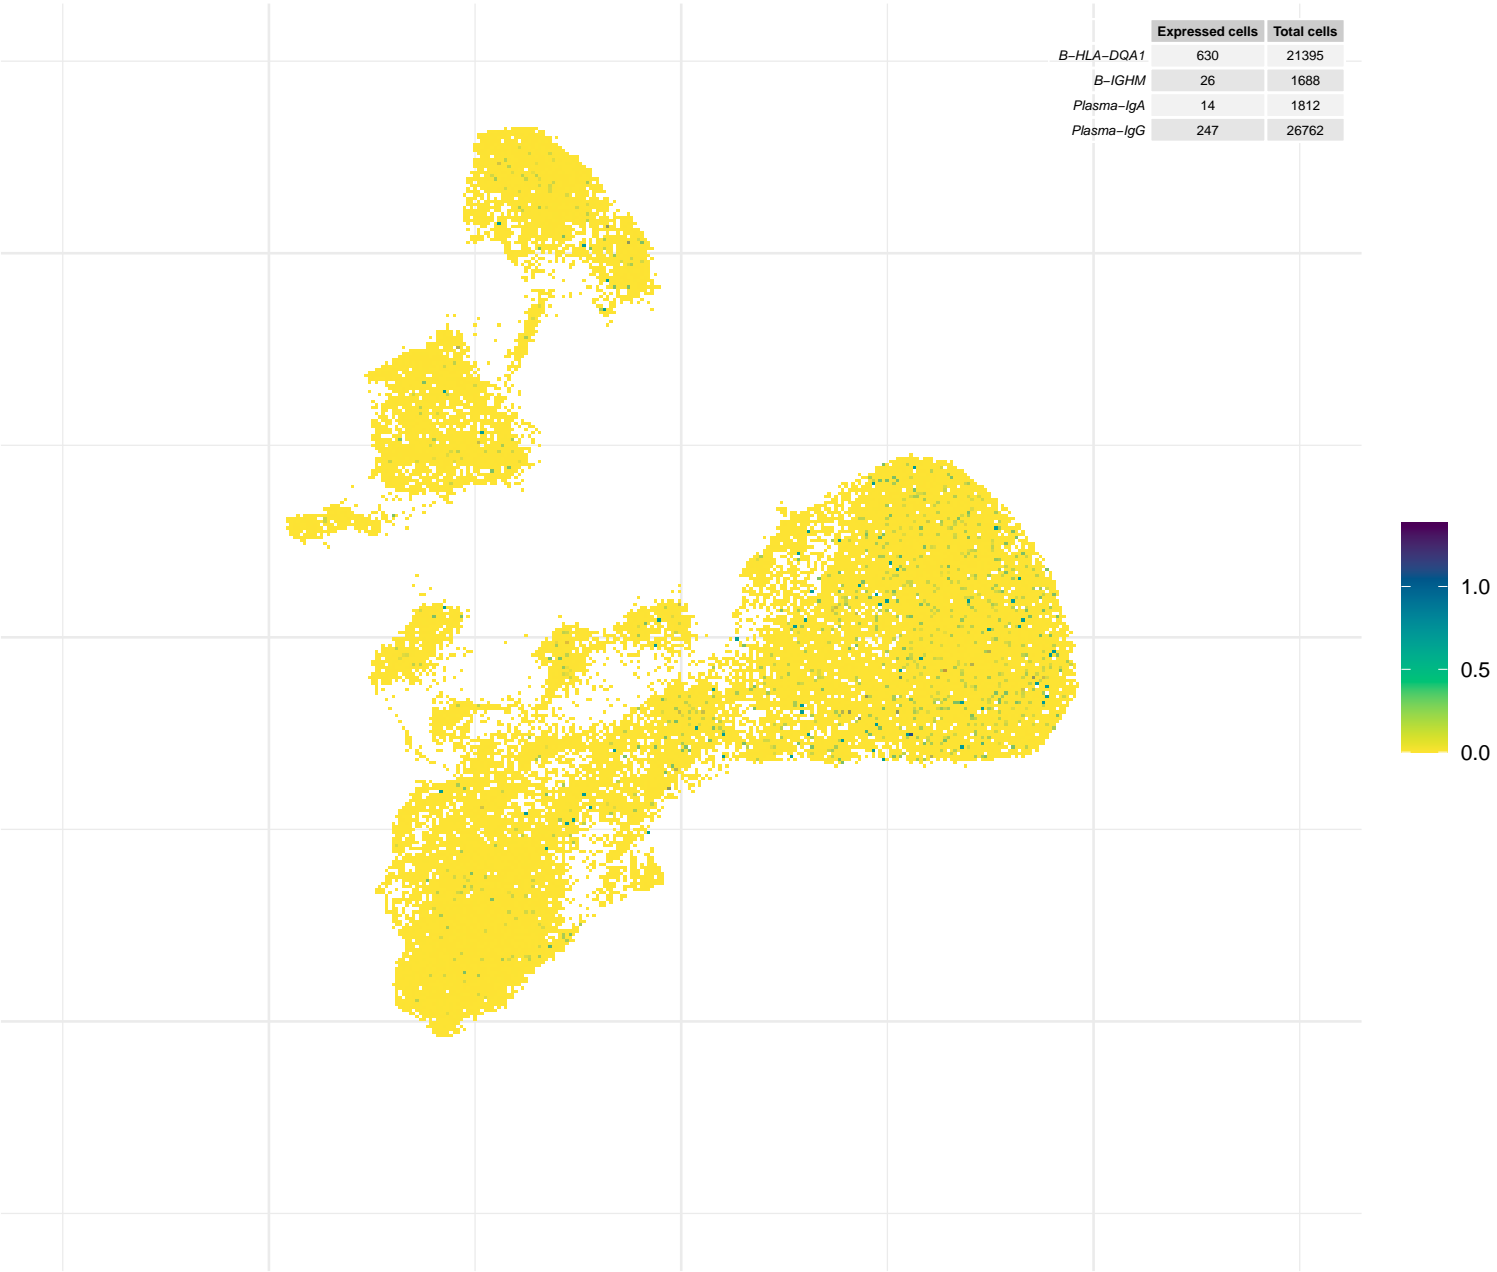 Expressed cells Total cells
B−HLA−DQA1 630 21395
B−IGHM 26 1688
Plasma−IgA 14 1812
Plasma−IgG 247 26762
1.0
0.5
0.0